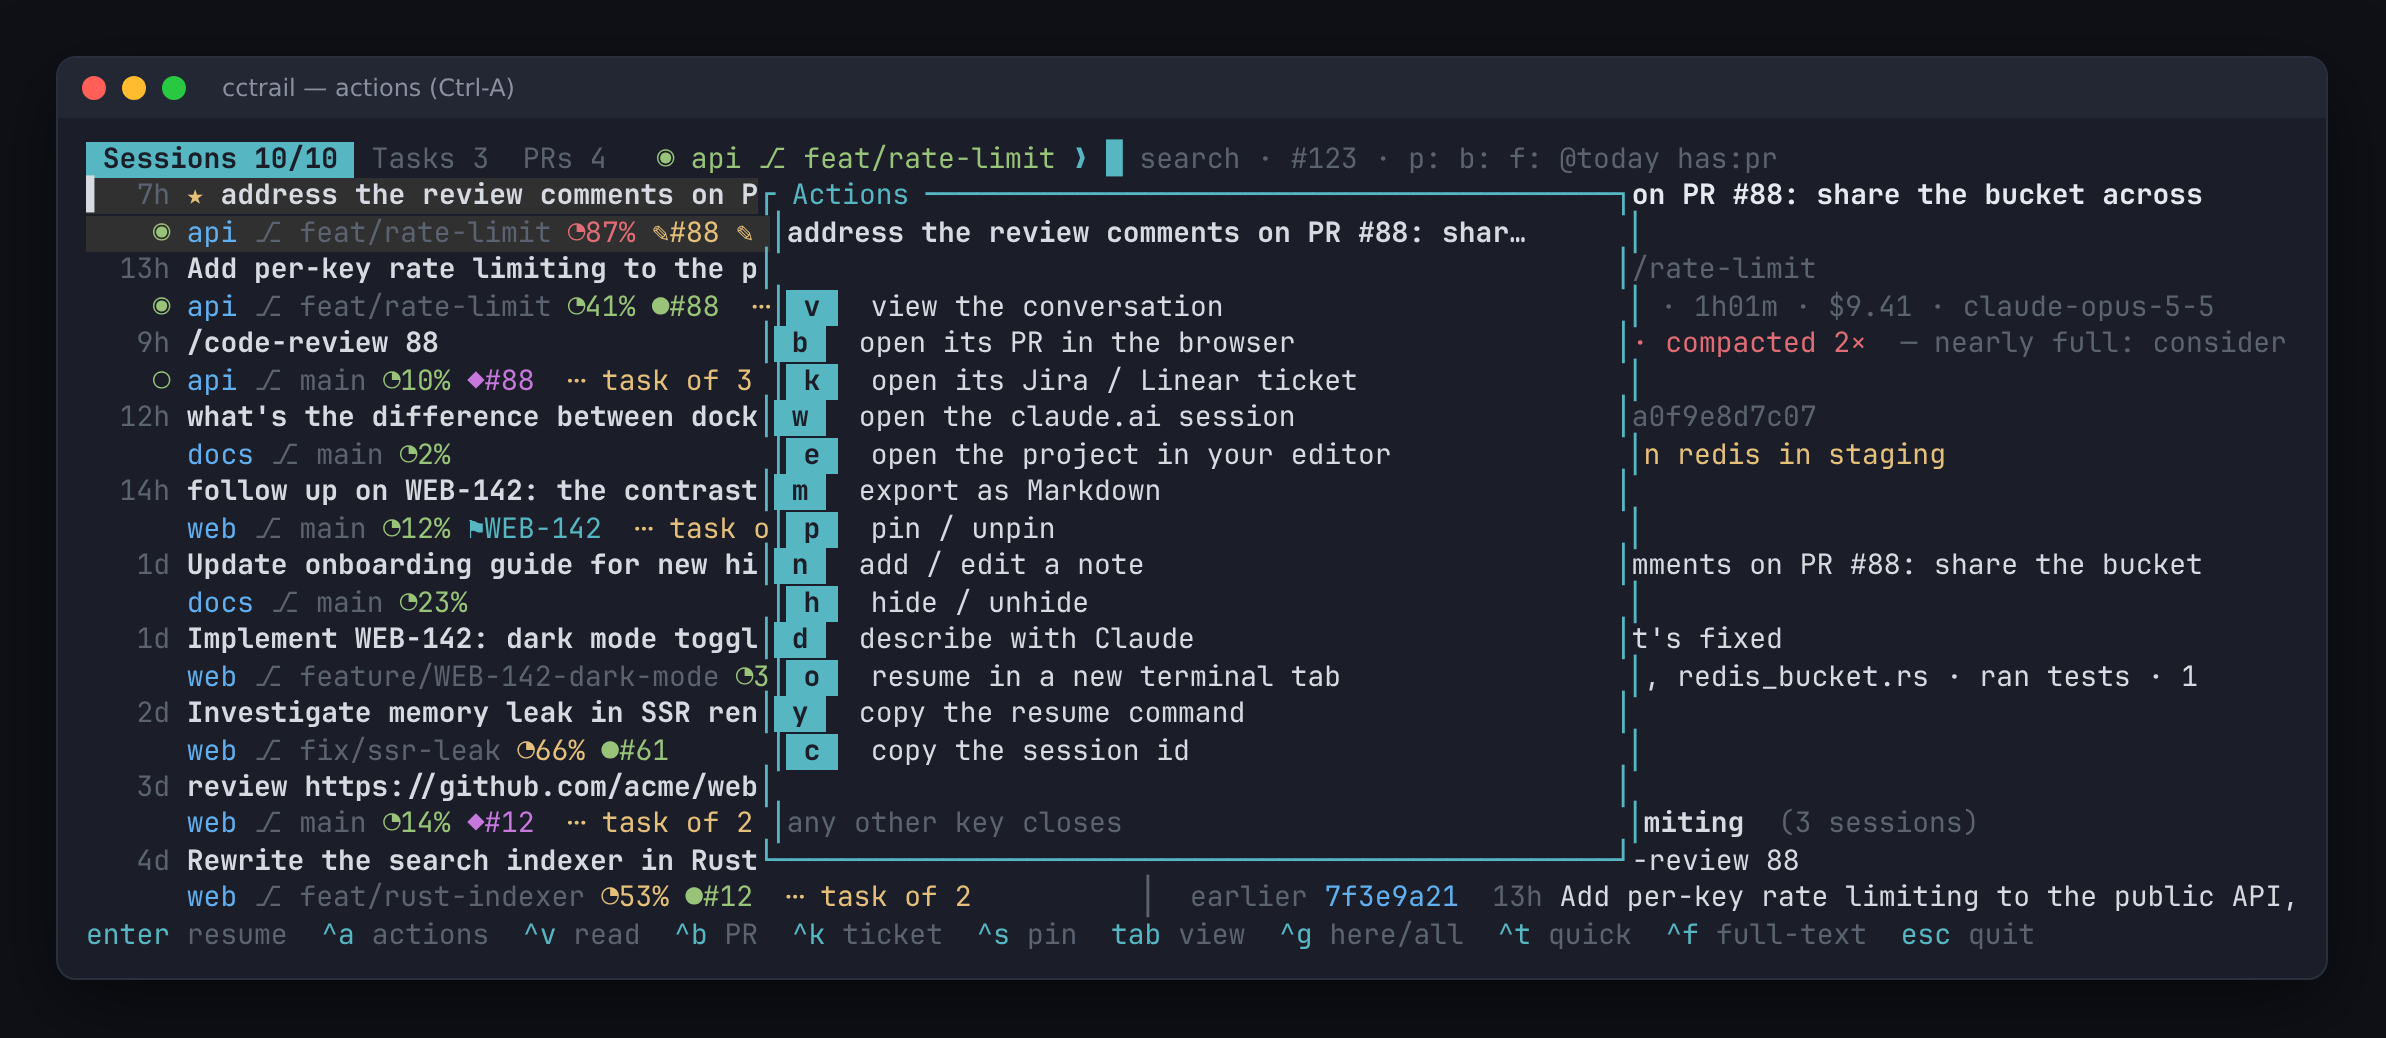 cctrail — actions (Ctrl-A)
Sessions 10/10 Tasks 3 PRs 4 ◉ api ⎇ feat/rate-limit ❯ search · #123 · p: b: f: @today has:pr
7h ★ address the review comments on P Actions on PR #88: share the bucket across
◉ api ⎇ feat/rate-limit ◔87% ✎#88 ✎ address the review comments on PR #88: shar…
13h Add per-key rate limiting to the p /rate-limit
◉ api ⎇ feat/rate-limit ◔41% ●#88 … v view the conversation · 1h01m · $9.41 · claude-opus-5-5
9h /code-review 88 b open its PR in the browser · compacted 2× — nearly full: consider
○ api ⎇ main ◔10% ◆#88 … task of 3 k open its Jira / Linear ticket
12h what's the difference between dock w open the claude.ai session a0f9e8d7c07
docs ⎇ main ◔2% e open the project in your editor n redis in staging
14h follow up on WEB-142: the contrast m export as Markdown
web ⎇ main ◔12% ⚑WEB-142 … task o p pin / unpin
1d Update onboarding guide for new hi n add / edit a note mments on PR #88: share the bucket
docs ⎇ main ◔23% h hide / unhide
1d Implement WEB-142: dark mode toggl d describe with Claude t's fixed
web ⎇ feature/WEB-142-dark-mode ◔3 o resume in a new terminal tab , redis_bucket.rs · ran tests · 1
2d Investigate memory leak in SSR ren y copy the resume command
web ⎇ fix/ssr-leak ◔66% ●#61 c copy the session id
3d review https://github.com/acme/web
web ⎇ main ◔14% ◆#12 … task of 2 any other key closes miting (3 sessions)
4d Rewrite the search indexer in Rust -review 88
web ⎇ feat/rust-indexer ◔53% ●#12 … task of 2 │ earlier 7f3e9a21 13h Add per-key rate limiting to the public API,
enter resume ^a actions ^v read ^b PR ^k ticket ^s pin tab view ^g here/all ^t quick ^f full-text esc quit